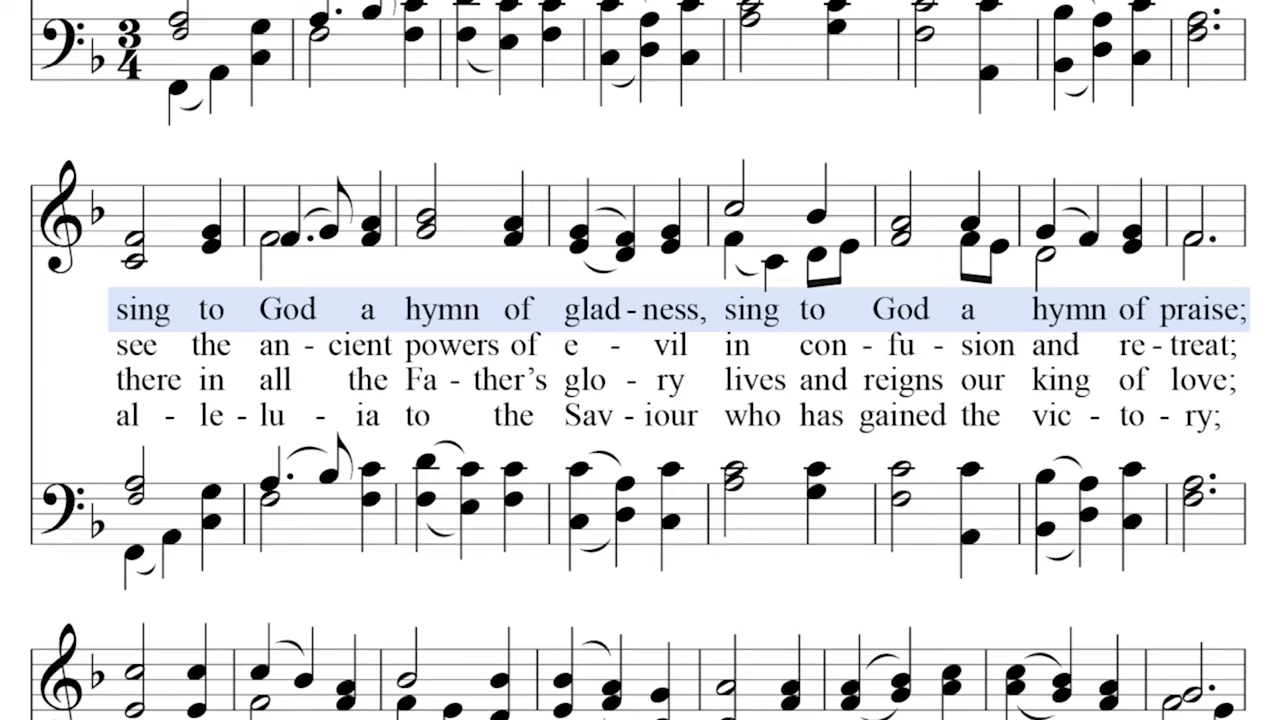 3
4
sing to God a hymn of glad - ness, sing to God a hymn of praise;
see the an - cient powers of e - vil in con - fu - sion and re - treat;
there in all the Fa - ther’s glo - ry lives and reigns our king of love;
al - le - lu - ia to the Sav - iour who has gained the vic - to - ry;